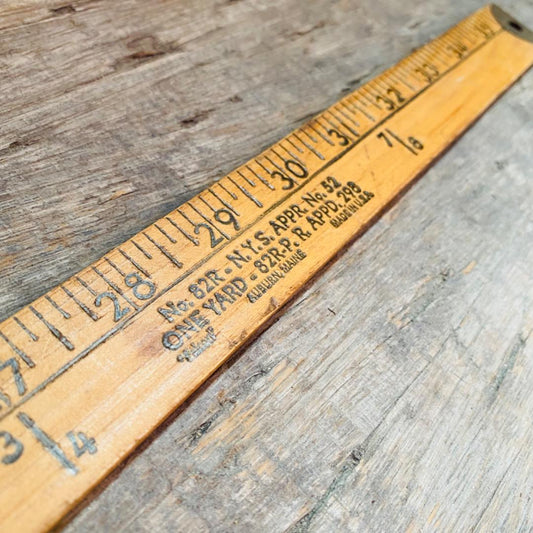 7 28 29 30 31 32 33 34 35
3/4 7/8
No. 82R - N.Y.S. APPR. No. 52
ONE YARD - 82R-P. R. APPD. 298
AUBURN, MAINE MADE IN U.S.A.